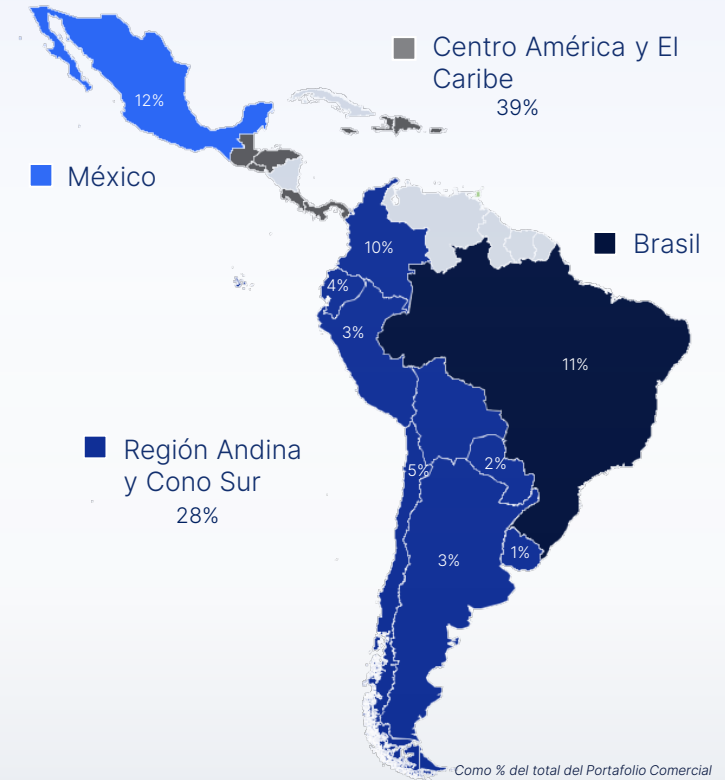 Centro América y El
Caribe
39%
12%
México
Brasil
10%
4%
3%
11%
Región Andina
y Cono Sur
28%
5%
2%
3%
1%
Como % del total del Portafolio Comercial